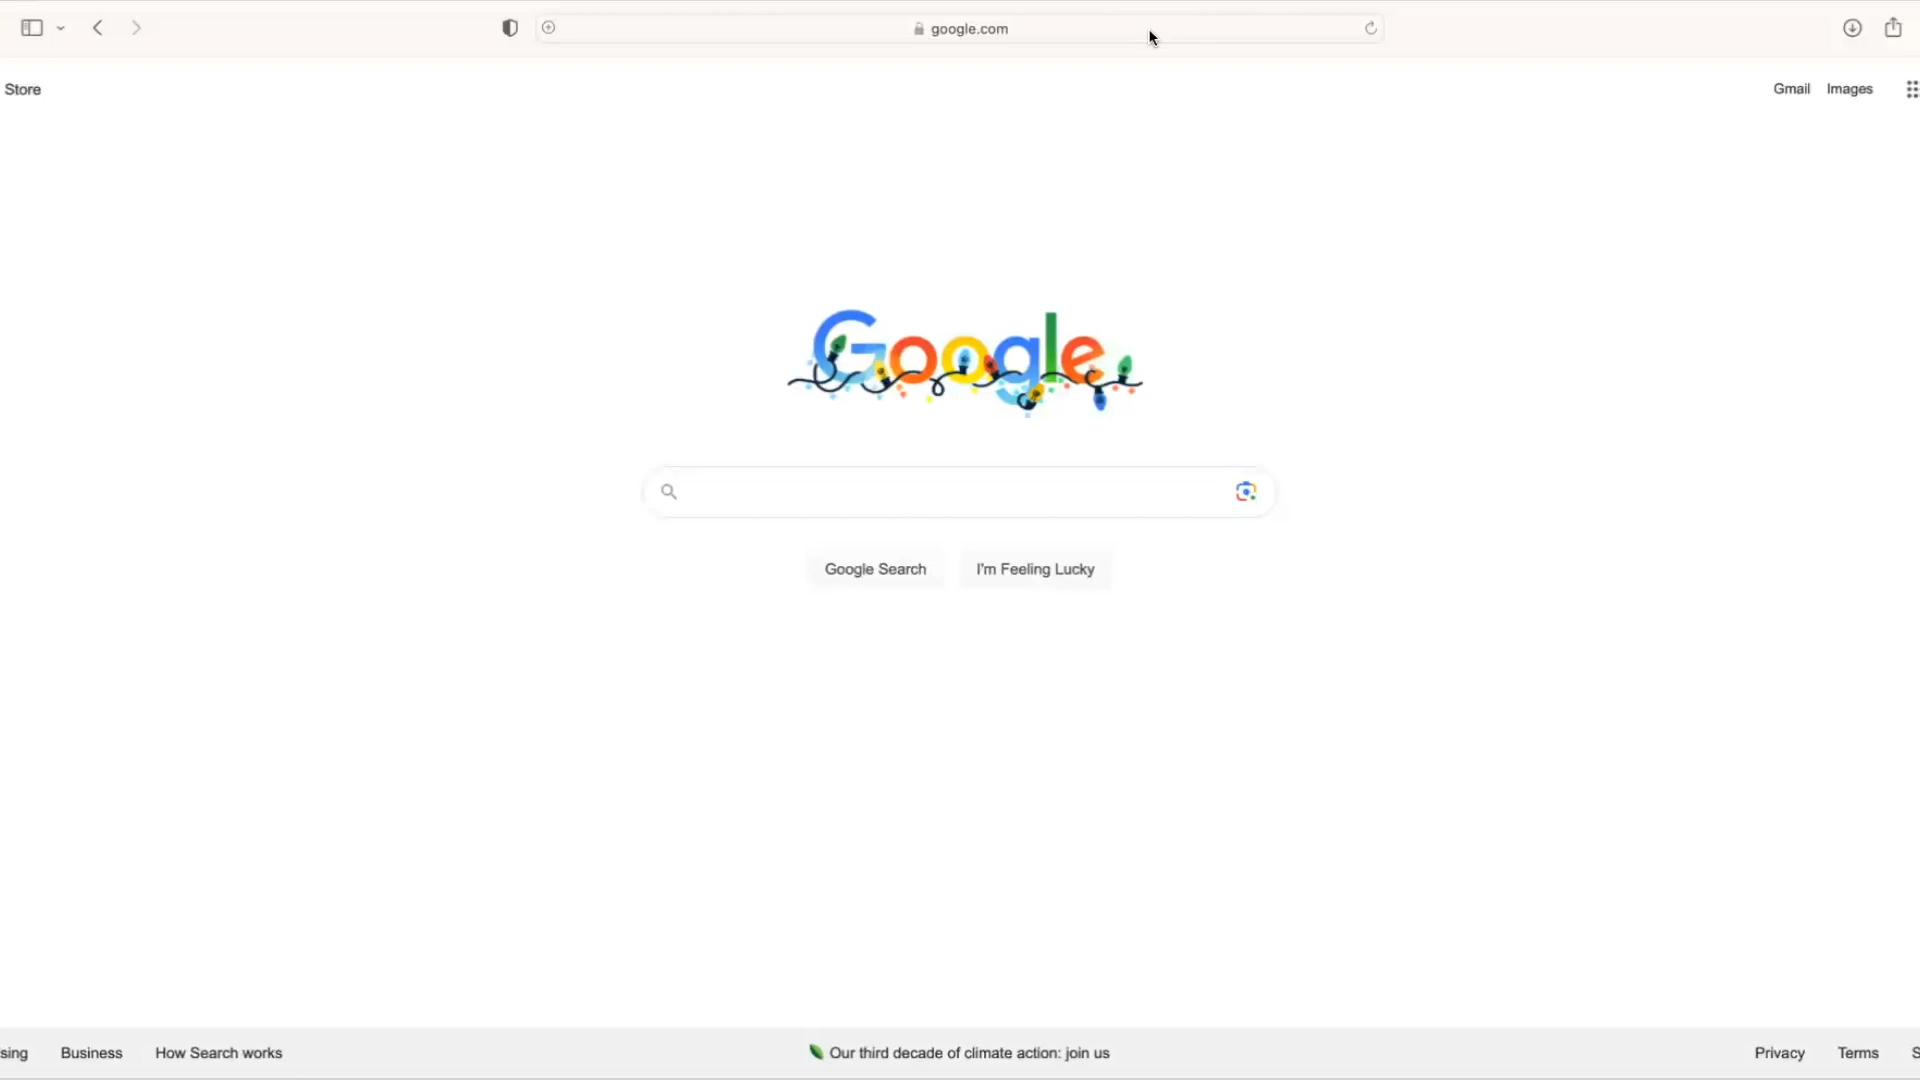 google.com
Store
Gmail Images
Google
Google Search I'm Feeling Lucky
sing Business How Search works
Our third decade of climate action: join us
Privacy Terms S